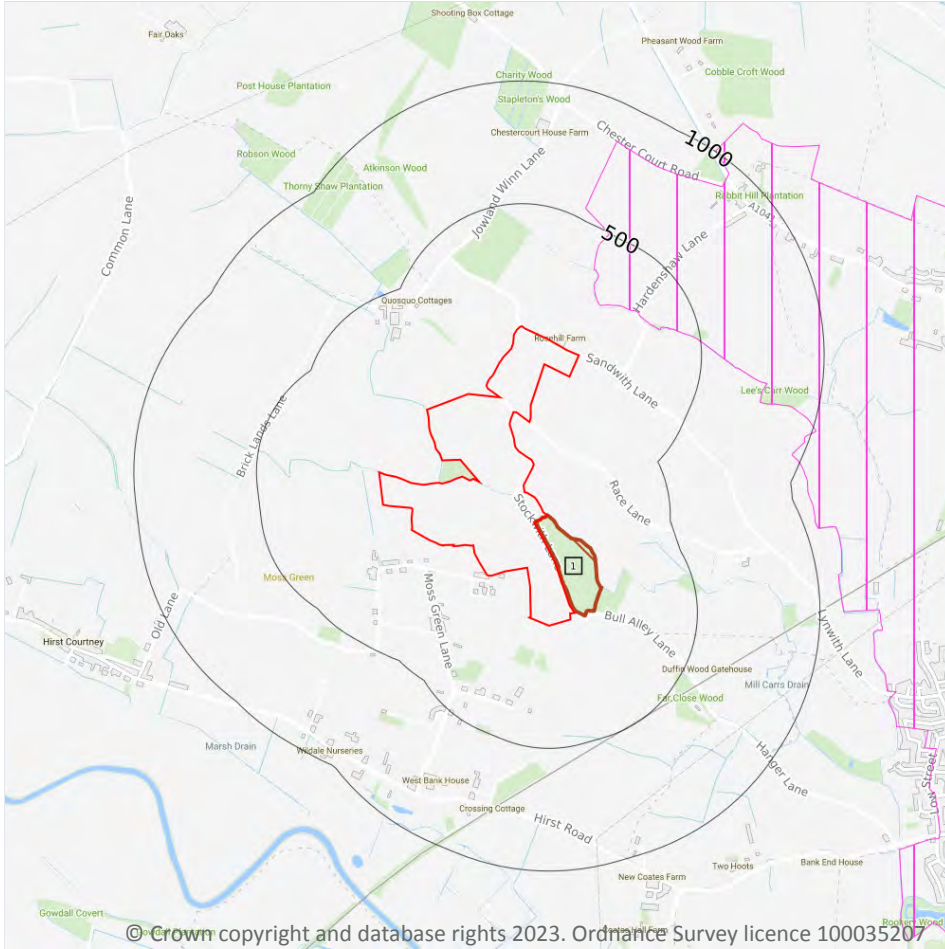 Shooting Box Cottage
Fair Oaks
Pheasant Wood Farm
Charity Wood
Cobble Croft Wood
Post House Plantation
Stapleton's Wood
Chestercourt House Farm
Chester Court Road
1000
Robson Wood
Atkinson Wood
Thorny Shaw Plantation
Jowland Winn Lane
Rabbit Hill Plantation
A1041
Common Lane
500
Hardenshaw Lane
Quosquo Cottages
Rosehill Farm
Sandwith Lane
Lee's Carr Wood
Brick Lands Lane
Race Lane
1
Moss Green
Moss Green Lane
Old Lane
Bull Alley Lane
Lynwith Lane
Hirst Courtney
Duffin Wood Gatehouse
Mill Carrs Drain
Far Close Wood
Marsh Drain
Wildale Nurseries
Hanger Lane
Low Street
West Bank House
Crossing Cottage
Hirst Road
Two Hoots
Bank End House
New Coates Farm
Gowdall Covert
© Crown copyright and database rights 2023. Ordnance Survey licence 100035207